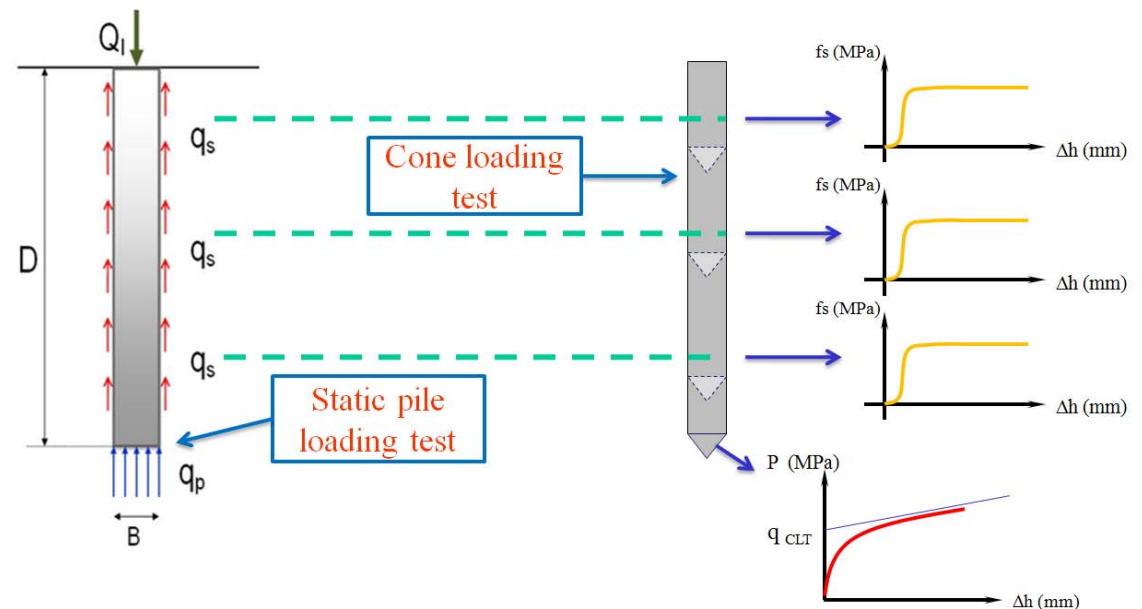 Q_l
D
q_s
q_s
q_s
q_p
B
Cone loading
test
Static pile
loading test
fs (MPa)
Δh (mm)
fs (MPa)
Δh (mm)
fs (MPa)
Δh (mm)
P (MPa)
q CLT
Δh (mm)